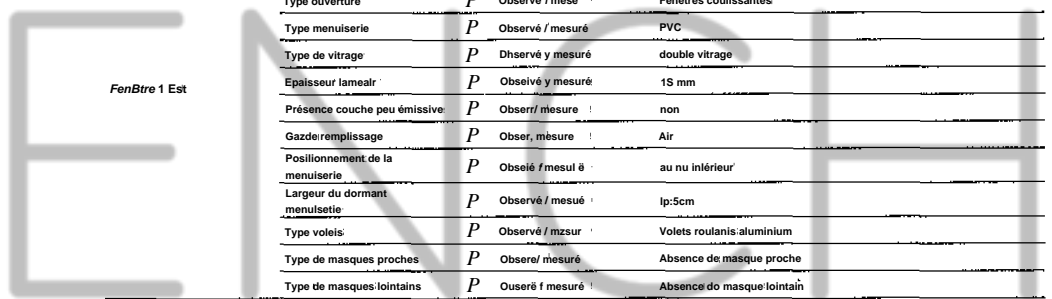 Type ouverture P Observé / mesé Fenêtres coulissantes
Type menuiserie P Observé / mesuré PVC
Type de vitrage P Dhservé y mesuré double vitrage
FenBtre 1 Est Epaisseur lamealr P Obseivé y mesuré 1S mm
Présence couche peu émissive P Obserr/ mesure non
Gazde remplissage P Obser, mesure Air
Posilionnement de la
menuiserie P Obseié f mesul ë au nu inlérieur
Largeur du dormant
menulsetie P Observé / mesué lp:5cm
Type voleis P Observé / mzsur Volets roulanis aluminium
Type de masques proches P Obsere/ mesuré Absence de masque proche
Type de masques lointains P Ouserë f mesuré Absence do masque lointain
ENCH